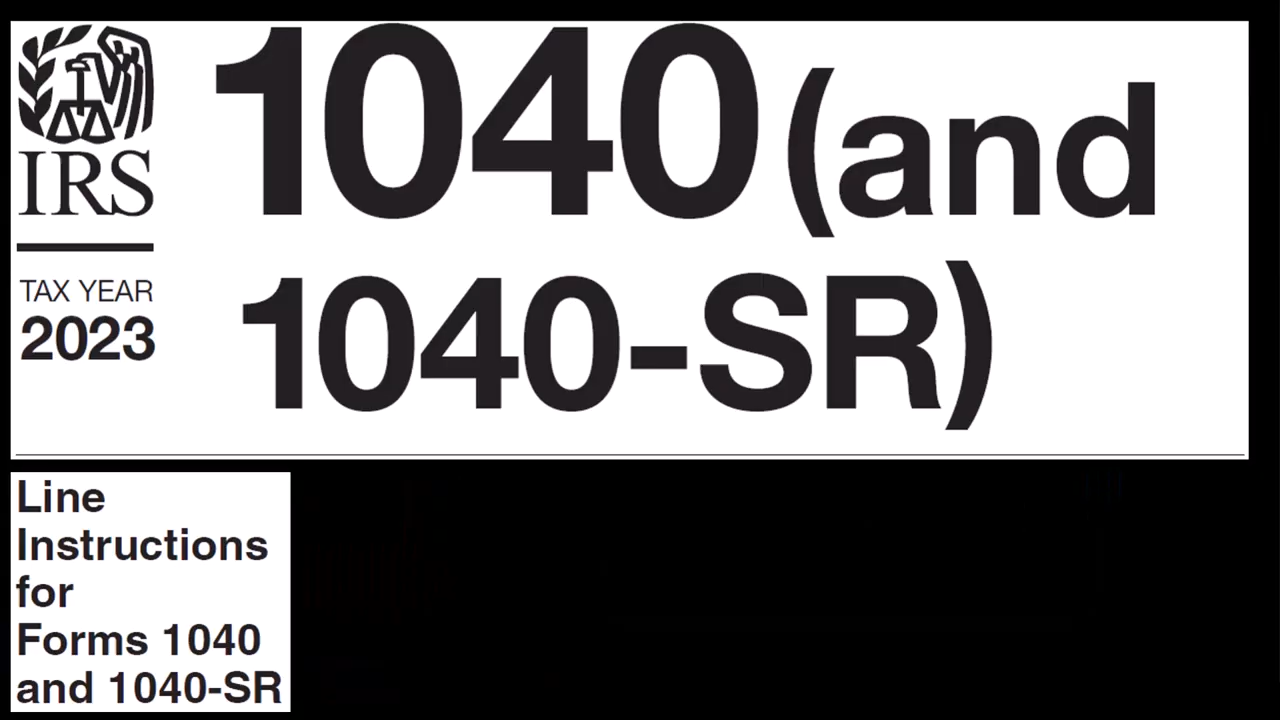 1040 (and
1040-SR)
IRS
TAX YEAR
2023
Line
Instructions
for
Forms 1040
and 1040-SR